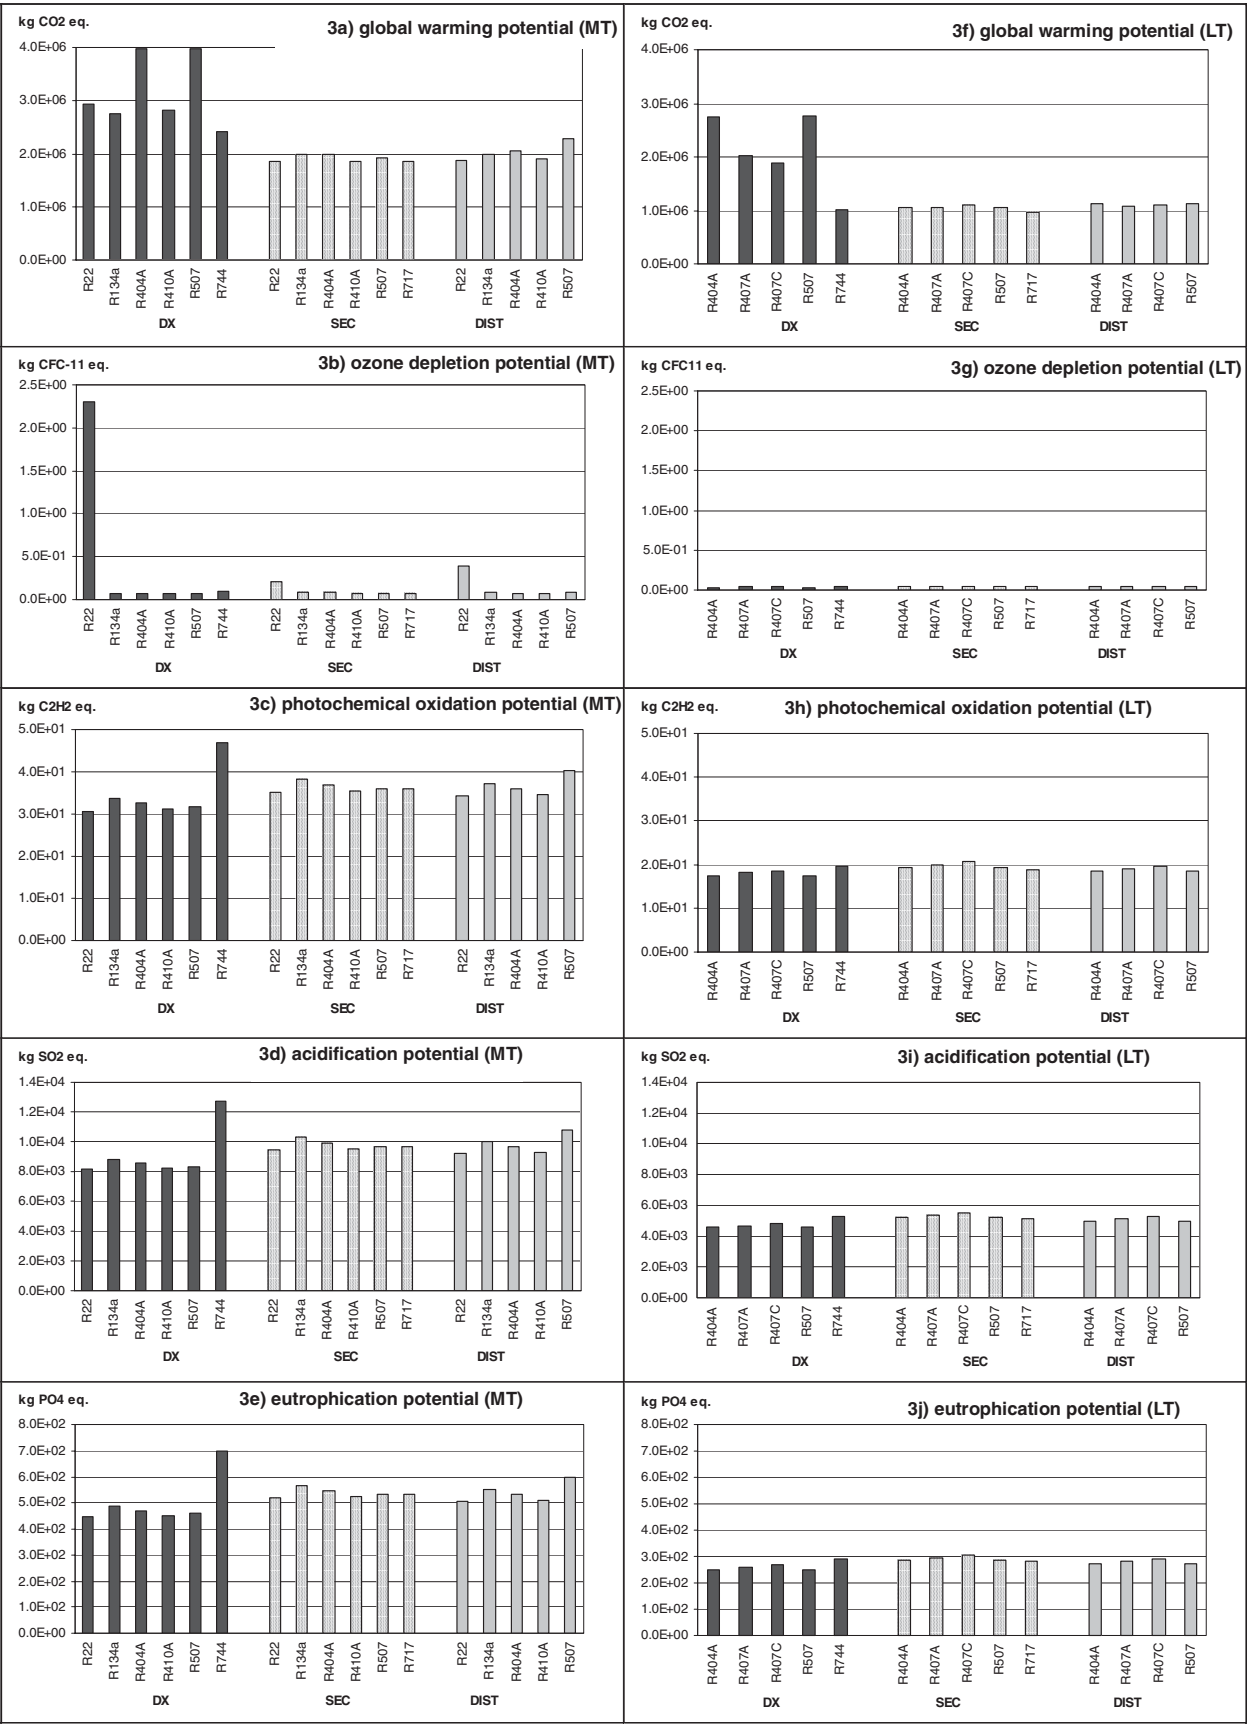 kg CO2 eq.
3a) global warming potential (MT)
4.0E+06
3.0E+06
2.0E+06
1.0E+06
0.0E+00
R22 R134a R404A R410A R507 R744 R22 R134a R404A R410A R507 R717 R22 R134a R404A R410A R507
DX SEC DIST
kg CO2 eq.
3f) global warming potential (LT)
4.0E+06
3.0E+06
2.0E+06
1.0E+06
0.0E+00
R404A R407A R407C R507 R744 R404A R407A R407C R507 R717 R404A R407A R407C R507
DX SEC DIST
kg CFC-11 eq.
3b) ozone depletion potential (MT)
2.5E+00
2.0E+00
1.5E+00
1.0E+00
5.0E-01
0.0E+00
R22 R134a R404A R410A R507 R744 R22 R134a R404A R410A R507 R717 R22 R134a R404A R410A R507
DX SEC DIST
kg CFC11 eq.
3g) ozone depletion potential (LT)
2.5E+00
2.0E+00
1.5E+00
1.0E+00
5.0E-01
0.0E+00
R404A R407A R407C R507 R744 R404A R407A R407C R507 R717 R404A R407A R407C R507
DX SEC DIST
kg C2H2 eq.
3c) photochemical oxidation potential (MT)
5.0E+01
4.0E+01
3.0E+01
2.0E+01
1.0E+01
0.0E+00
R22 R134a R404A R410A R507 R744 R22 R134a R404A R410A R507 R717 R22 R134a R404A R410A R507
DX SEC DIST
kg C2H2 eq.
3h) photochemical oxidation potential (LT)
5.0E+01
4.0E+01
3.0E+01
2.0E+01
1.0E+01
0.0E+00
R404A R407A R407C R507 R744 R404A R407A R407C R507 R717 R404A R407A R407C R507
DX SEC DIST
kg SO2 eq.
3d) acidification potential (MT)
1.4E+04
1.2E+04
1.0E+04
8.0E+03
6.0E+03
4.0E+03
2.0E+03
0.0E+00
R22 R134a R404A R410A R507 R744 R22 R134a R404A R410A R507 R717 R22 R134a R404A R410A R507
DX SEC DIST
kg SO2 eq.
3i) acidification potential (LT)
1.4E+04
1.2E+04
1.0E+04
8.0E+03
6.0E+03
4.0E+03
2.0E+03
0.0E+00
R404A R407A R407C R507 R744 R404A R407A R407C R507 R717 R404A R407A R407C R507
DX SEC DIST
kg PO4 eq.
3e) eutrophication potential (MT)
8.0E+02
7.0E+02
6.0E+02
5.0E+02
4.0E+02
3.0E+02
2.0E+02
1.0E+02
0.0E+00
R22 R134a R404A R410A R507 R744 R22 R134a R404A R410A R507 R717 R22 R134a R404A R410A R507
DX SEC DIST
kg PO4 eq.
3j) eutrophication potential (LT)
8.0E+02
7.0E+02
6.0E+02
5.0E+02
4.0E+02
3.0E+02
2.0E+02
1.0E+02
0.0E+00
R404A R407A R407C R507 R744 R404A R407A R407C R507 R717 R404A R407A R407C R507
DX SEC DIST